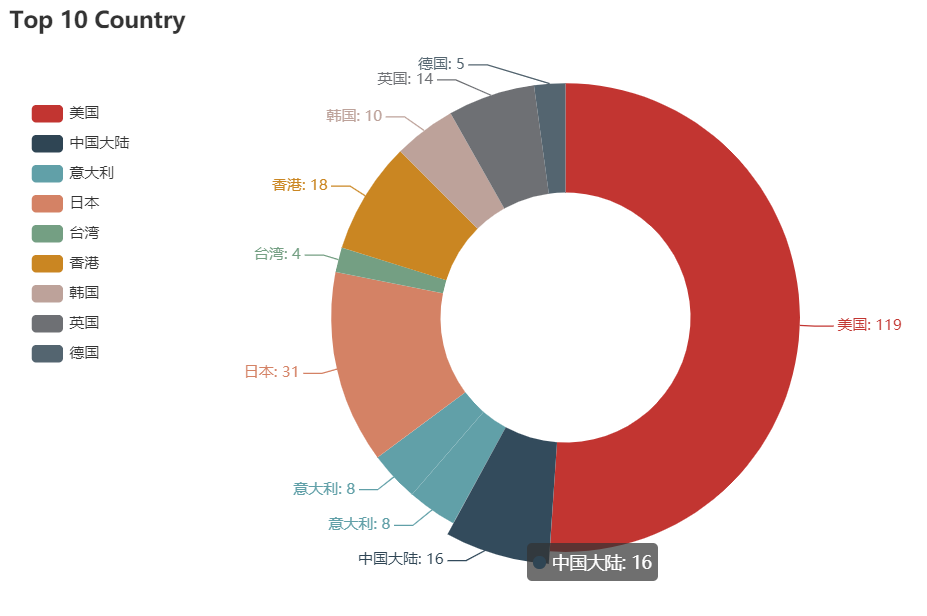 Top 10 Country
美国
中国大陆
意大利
日本
台湾
香港
韩国
英国
德国
德国: 5
英国: 14
韩国: 10
香港: 18
台湾: 4
美国: 119
日本: 31
意大利: 8
意大利: 8
中国大陆: 16
中国大陆: 16